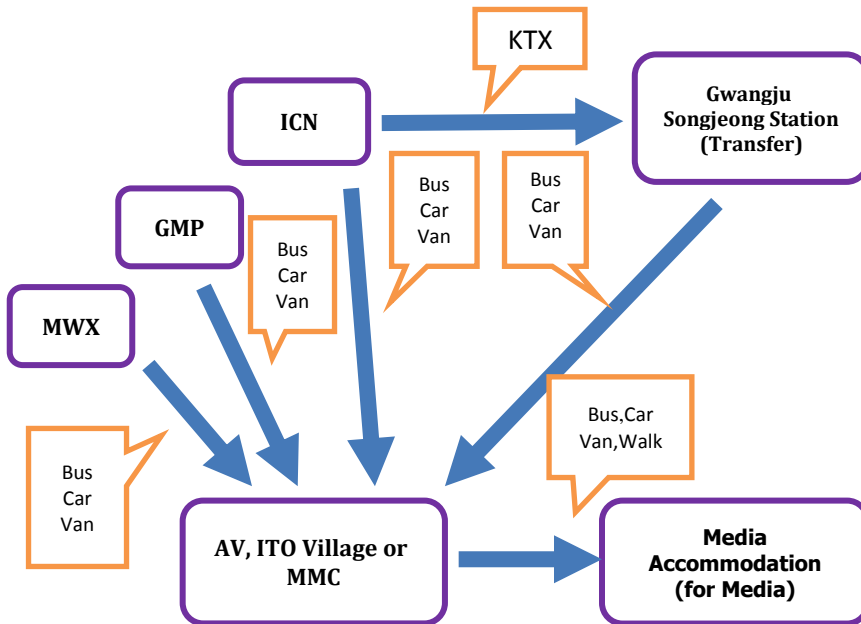 KTX
ICN
Gwangju
Songjeong Station
(Transfer)
Bus
Car
Van
Bus
Car
Van
GMP
Bus
Car
Van
MWX
Bus,Car
Van,Walk
Bus
Car
Van
AV, ITO Village or
MMC
Media
Accommodation
(for Media)